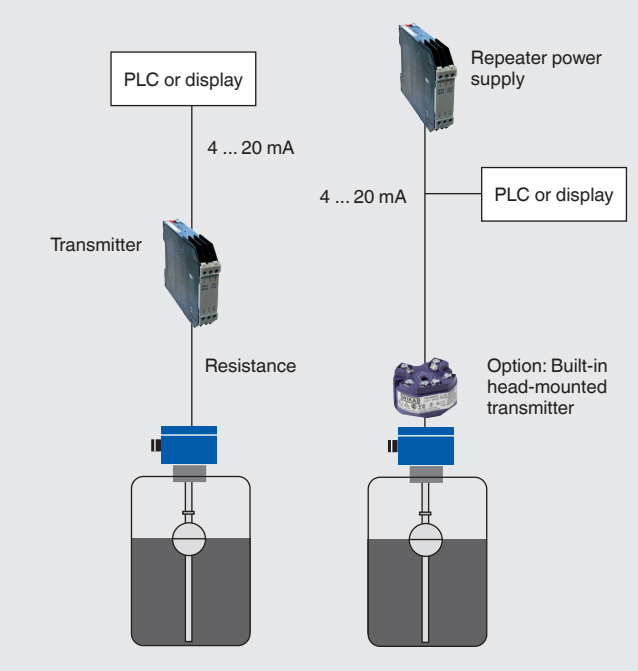 PLC or display
4 ... 20 mA
Transmitter
Resistance
Repeater power
supply
4 ... 20 mA
PLC or display
Option: Built-in
head-mounted
transmitter
WIKA